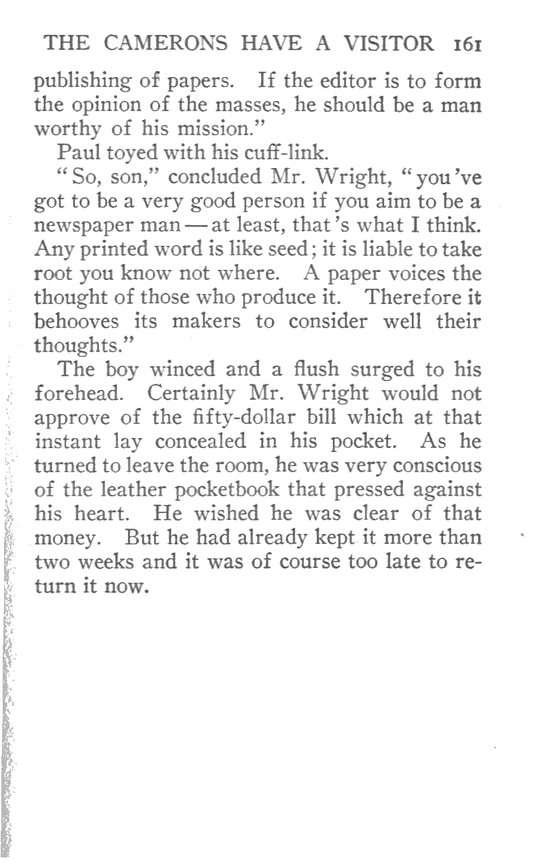 THE CAMERONS HAVE A VISITOR 161
publishing of papers. If the editor is to form
the opinion of the masses, he should be a man
worthy of his mission.”
Paul toyed with his cuff-link.
“So, son,” concluded Mr. Wright, “you've
got to be a very good person if you aim to be a
newspaper man—at least, that's what I think.
Any printed word is like seed; it is liable to take
root you know not where. A paper voices the
thought of those who produce it. Therefore it
behooves its makers to consider well their
thoughts.”
The boy winced and a flush surged to his
forehead. Certainly Mr. Wright would not
approve of the fifty-dollar bill which at that
instant lay concealed in his pocket. As he
turned to leave the room, he was very conscious
of the leather pocketbook that pressed against
his heart. He wished he was clear of that
money. But he had already kept it more than
two weeks and it was of course too late to re-
turn it now.